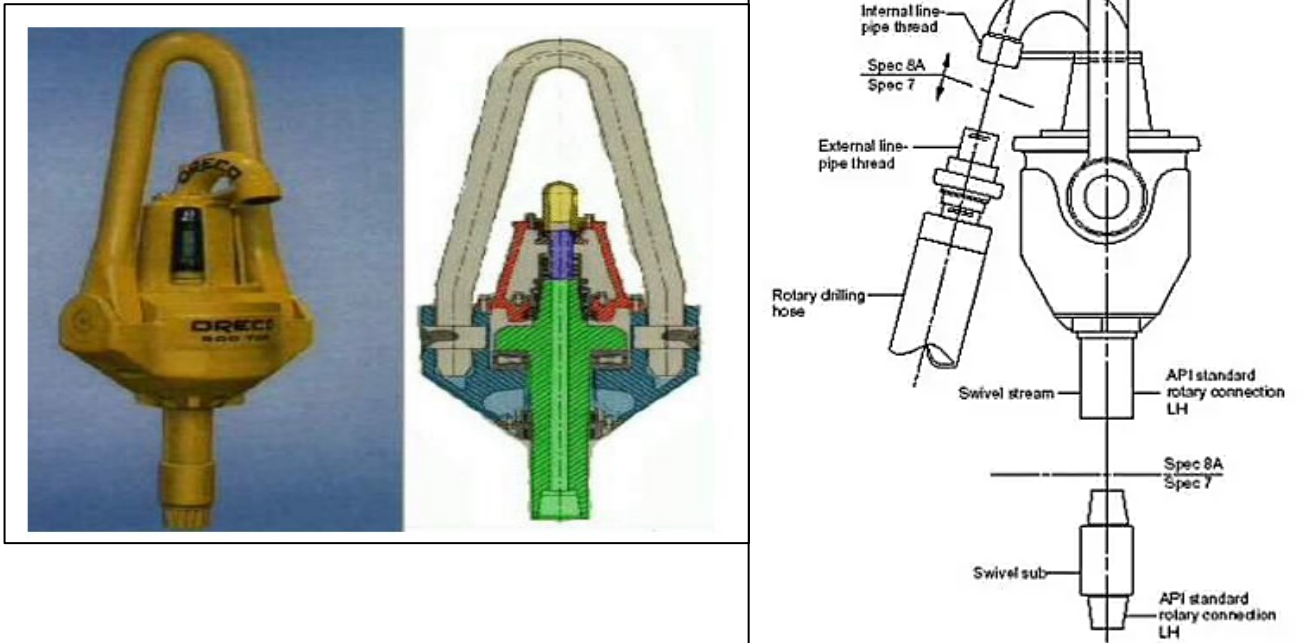 ORECO
ORECO
500 TON
Internal line-
pipe thread
Spec 8A
Spec 7
External line-
pipe thread
Rotary drilling
hose
Swivel stream
API standard
rotary connection
LH
Spec 8A
Spec 7
Swivel sub
API standard
rotary connection
LH